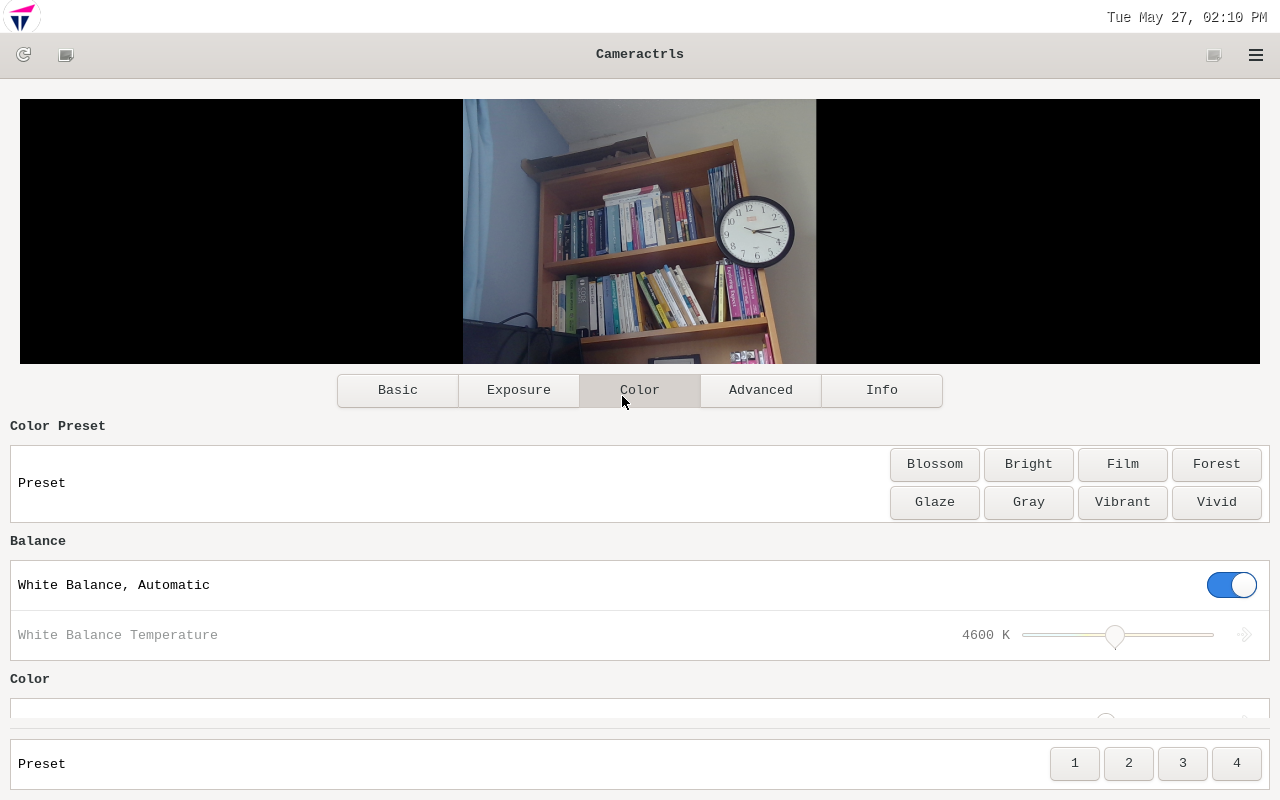 Tue May 27, 02:10 PM
Cameractrls
Basic Exposure Color Advanced Info
Color Preset
Preset
Blossom Bright Film Forest
Glaze Gray Vibrant Vivid
Balance
White Balance, Automatic
White Balance Temperature 4600 K
Color
Preset 1 2 3 4